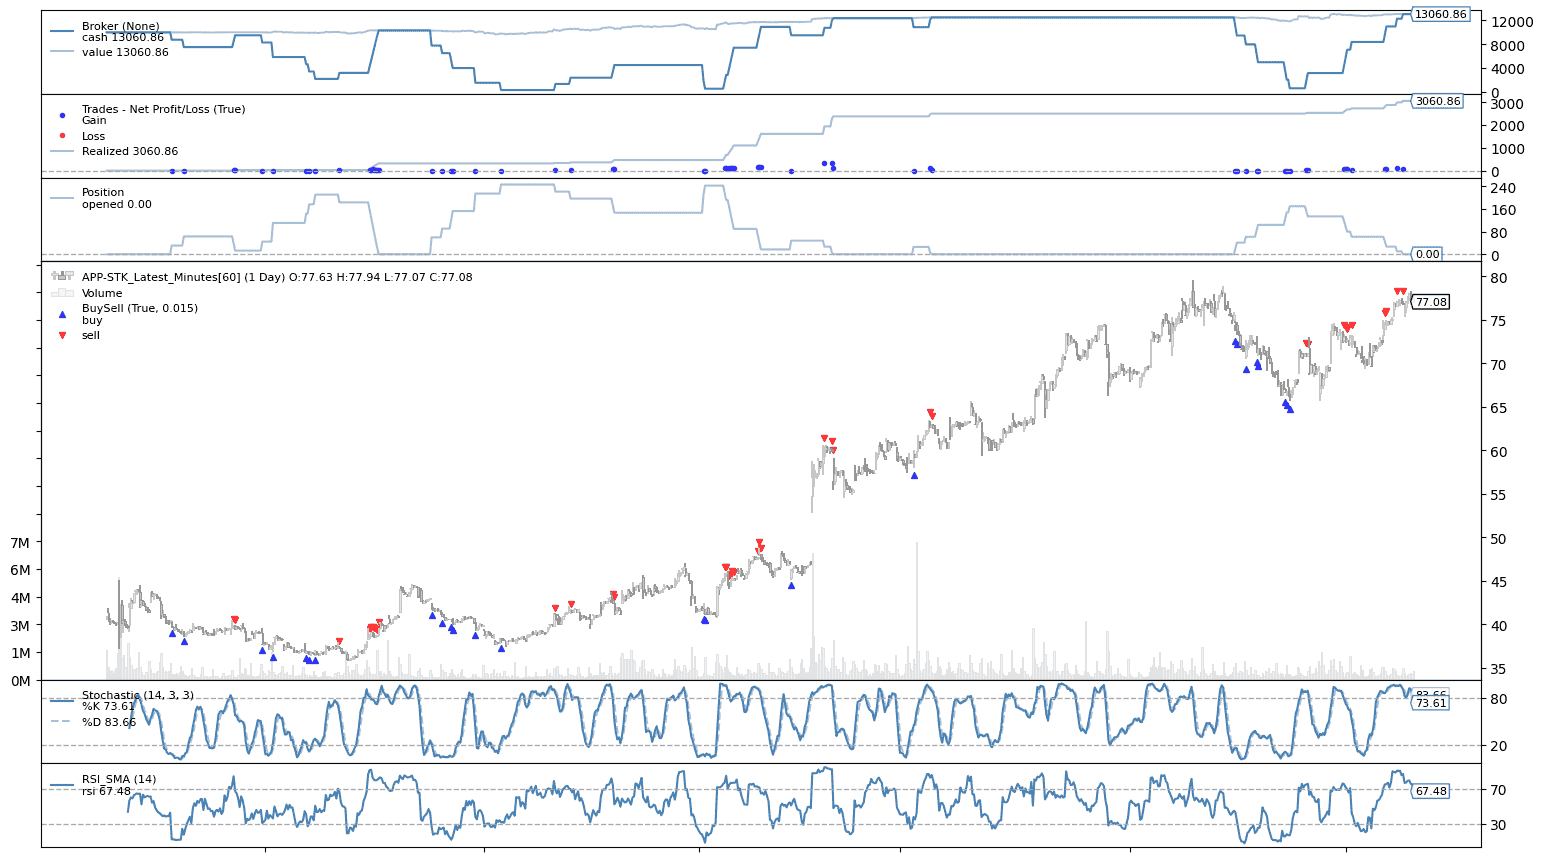 Broker (None)
cash 13060.86
value 13060.86
13060.86
12000
8000
4000
0
Trades - Net Profit/Loss (True)
Gain
Loss
Realized 3060.86
3060.86
3000
2000
1000
0
Position
opened 0.00
240
160
80
0
0.00
APP-STK_Latest_Minutes[60] (1 Day) O:77.63 H:77.94 L:77.07 C:77.08
Volume
BuySell (True, 0.015)
buy
sell
80
77.08
75
70
65
60
55
50
45
40
35
7M
6M
4M
3M
1M
0M
Stochastic (14, 3, 3)
%K 73.61
%D 83.66
83.66
73.61
80
20
RSI_SMA (14)
rsi 67.48
67.48
70
30